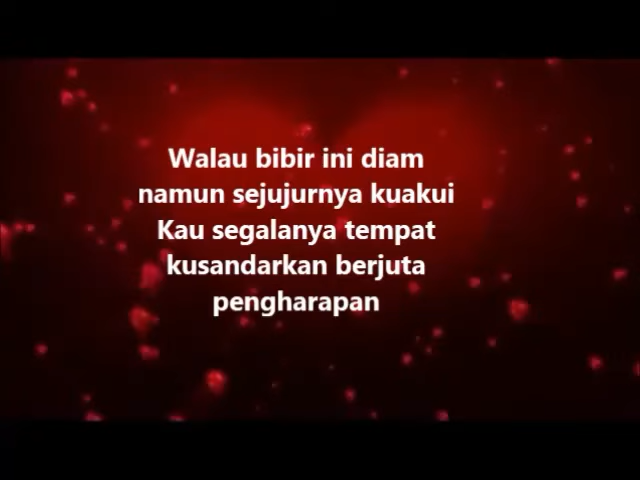 Walau bibir ini diam
namun sejujurnya kuakui
Kau segalanya tempat
kusandarkan berjuta
pengharapan